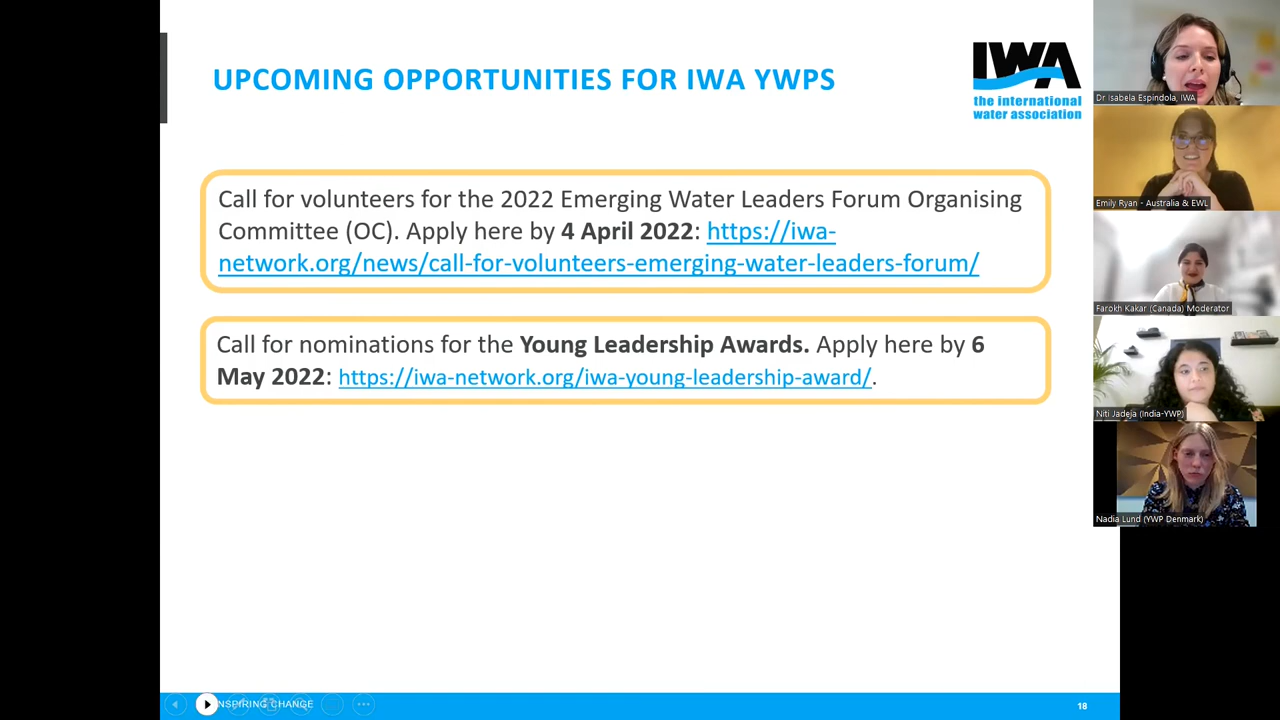 UPCOMING OPPORTUNITIES FOR IWA YWPS
IWA
the international
water association
Call for volunteers for the 2022 Emerging Water Leaders Forum Organising
Committee (OC). Apply here by 4 April 2022: https://iwa-
network.org/news/call-for-volunteers-emerging-water-leaders-forum/
Call for nominations for the Young Leadership Awards. Apply here by 6
May 2022: https://iwa-network.org/iwa-young-leadership-award/.
NSPIRING CHANGE
18
Dr Isabela Espindola, IWA
Emily Ryan - Australia & EWL
Farokh Kakar (Canada) Moderator
Niti Jadeja (India-YWP)
Nadia Lund (YWP Denmark)